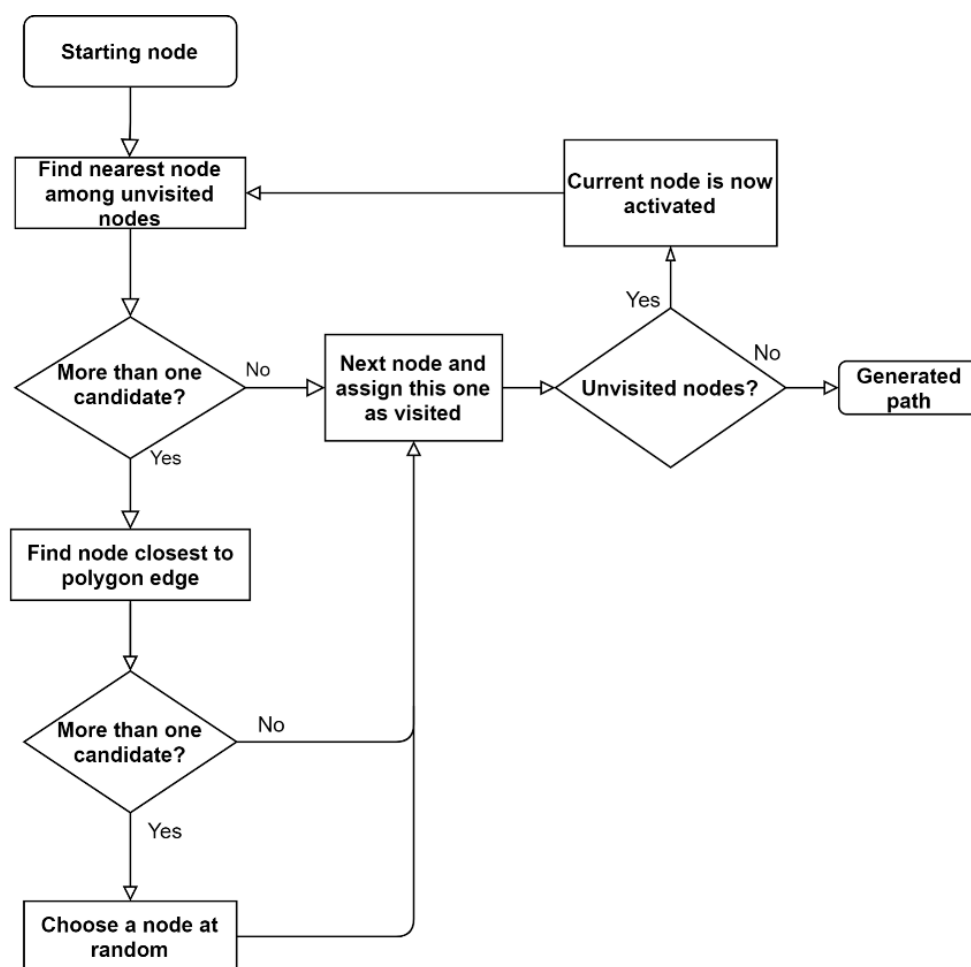 Starting node
Find nearest node
among unvisited
nodes
Current node is now
activated
Yes
More than one
candidate?
No
Next node and
assign this one
as visited
Unvisited nodes?
No
Generated
path
Yes
Find node closest to
polygon edge
More than one
candidate?
No
Yes
Choose a node at
random